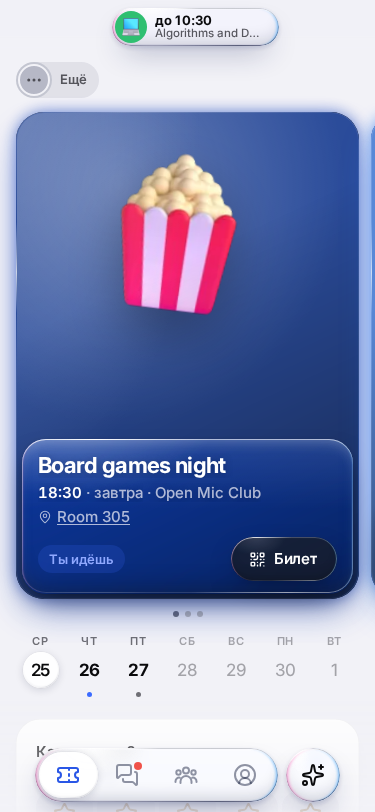 до 10:30
Algorithms and D...
Ещё
Board games night
18:30 · завтра · Open Mic Club
Room 305
Ты идёшь
Билет
СР ЧТ ПТ СБ ВС ПН ВТ
25 26 27 28 29 30 1